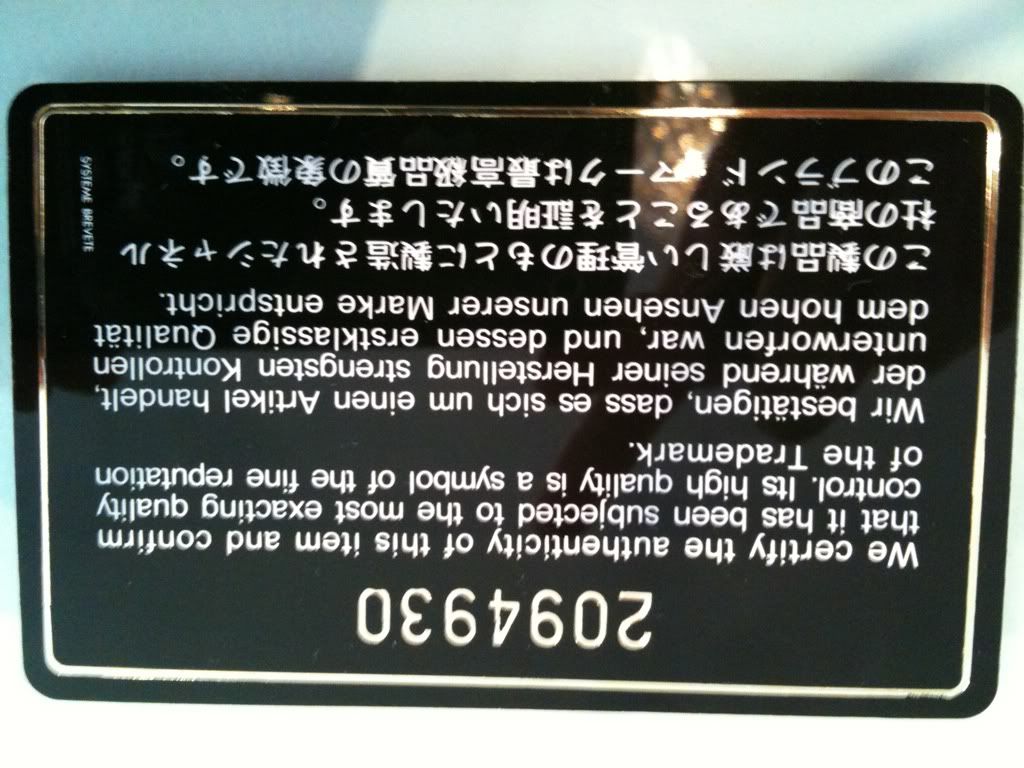 2094930
We certify the authenticity of this item and confirm
that it has been subjected to the most exacting quality
control. Its high quality is a symbol of the fine reputation
of the Trademark.
Wir bestätigen, dass es sich um einen Artikel handelt,
der während seiner Herstellung strengsten Kontrollen
unterworfen war, und dessen erstklassige Qualität
dem hohen Ansehen unserer Marke entspricht.
この製品は厳しい管理のもとに製造されたシャネル
社の商品であることを証明いたします。
このブランド・マークは最高級品質の象徴です。
SYSTEME BREVETE